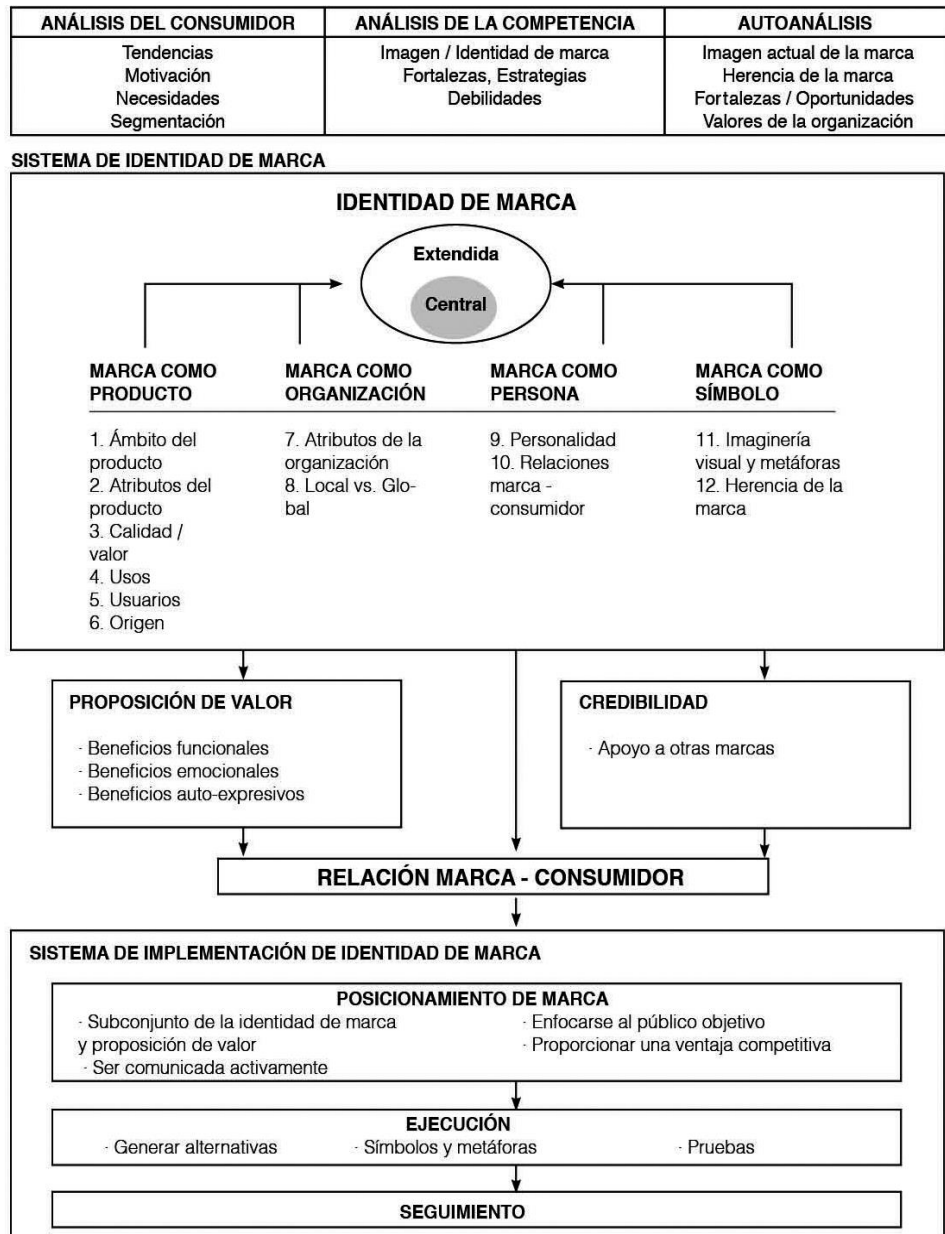 ANÁLISIS DEL CONSUMIDOR
Tendencias
Motivación
Necesidades
Segmentación
ANÁLISIS DE LA COMPETENCIA
Imagen / Identidad de marca
Fortalezas, Estrategias
Debilidades
AUTOANÁLISIS
Imagen actual de la marca
Herencia de la marca
Fortalezas / Oportunidades
Valores de la organización
SISTEMA DE IDENTIDAD DE MARCA
IDENTIDAD DE MARCA
Extendida
Central
MARCA COMO
PRODUCTO
1. Ámbito del
producto
2. Atributos del
producto
3. Calidad /
valor
4. Usos
5. Usuarios
6. Origen
MARCA COMO
ORGANIZACIÓN
7. Atributos de la
organización
8. Local vs. Glo-
bal
MARCA COMO
PERSONA
9. Personalidad
10. Relaciones
marca -
consumidor
MARCA COMO
SÍMBOLO
11. Imaginería
visual y metáforas
12. Herencia de la
marca
PROPOSICIÓN DE VALOR
· Beneficios funcionales
· Beneficios emocionales
· Beneficios auto-expresivos
CREDIBILIDAD
· Apoyo a otras marcas
RELACIÓN MARCA - CONSUMIDOR
SISTEMA DE IMPLEMENTACIÓN DE IDENTIDAD DE MARCA
POSICIONAMIENTO DE MARCA
· Subconjunto de la identidad de marca
y proposición de valor
· Ser comunicada activamente
· Enfocarse al público objetivo
· Proporcionar una ventaja competitiva
EJECUCIÓN
· Generar alternativas
· Símbolos y metáforas
· Pruebas
SEGUIMIENTO